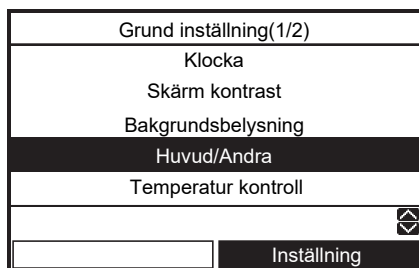 Grund inställning(1/2)
Klocka
Skärm kontrast
Bakgrundsbelysning
Huvud/Andra
Temperatur kontroll
Inställning